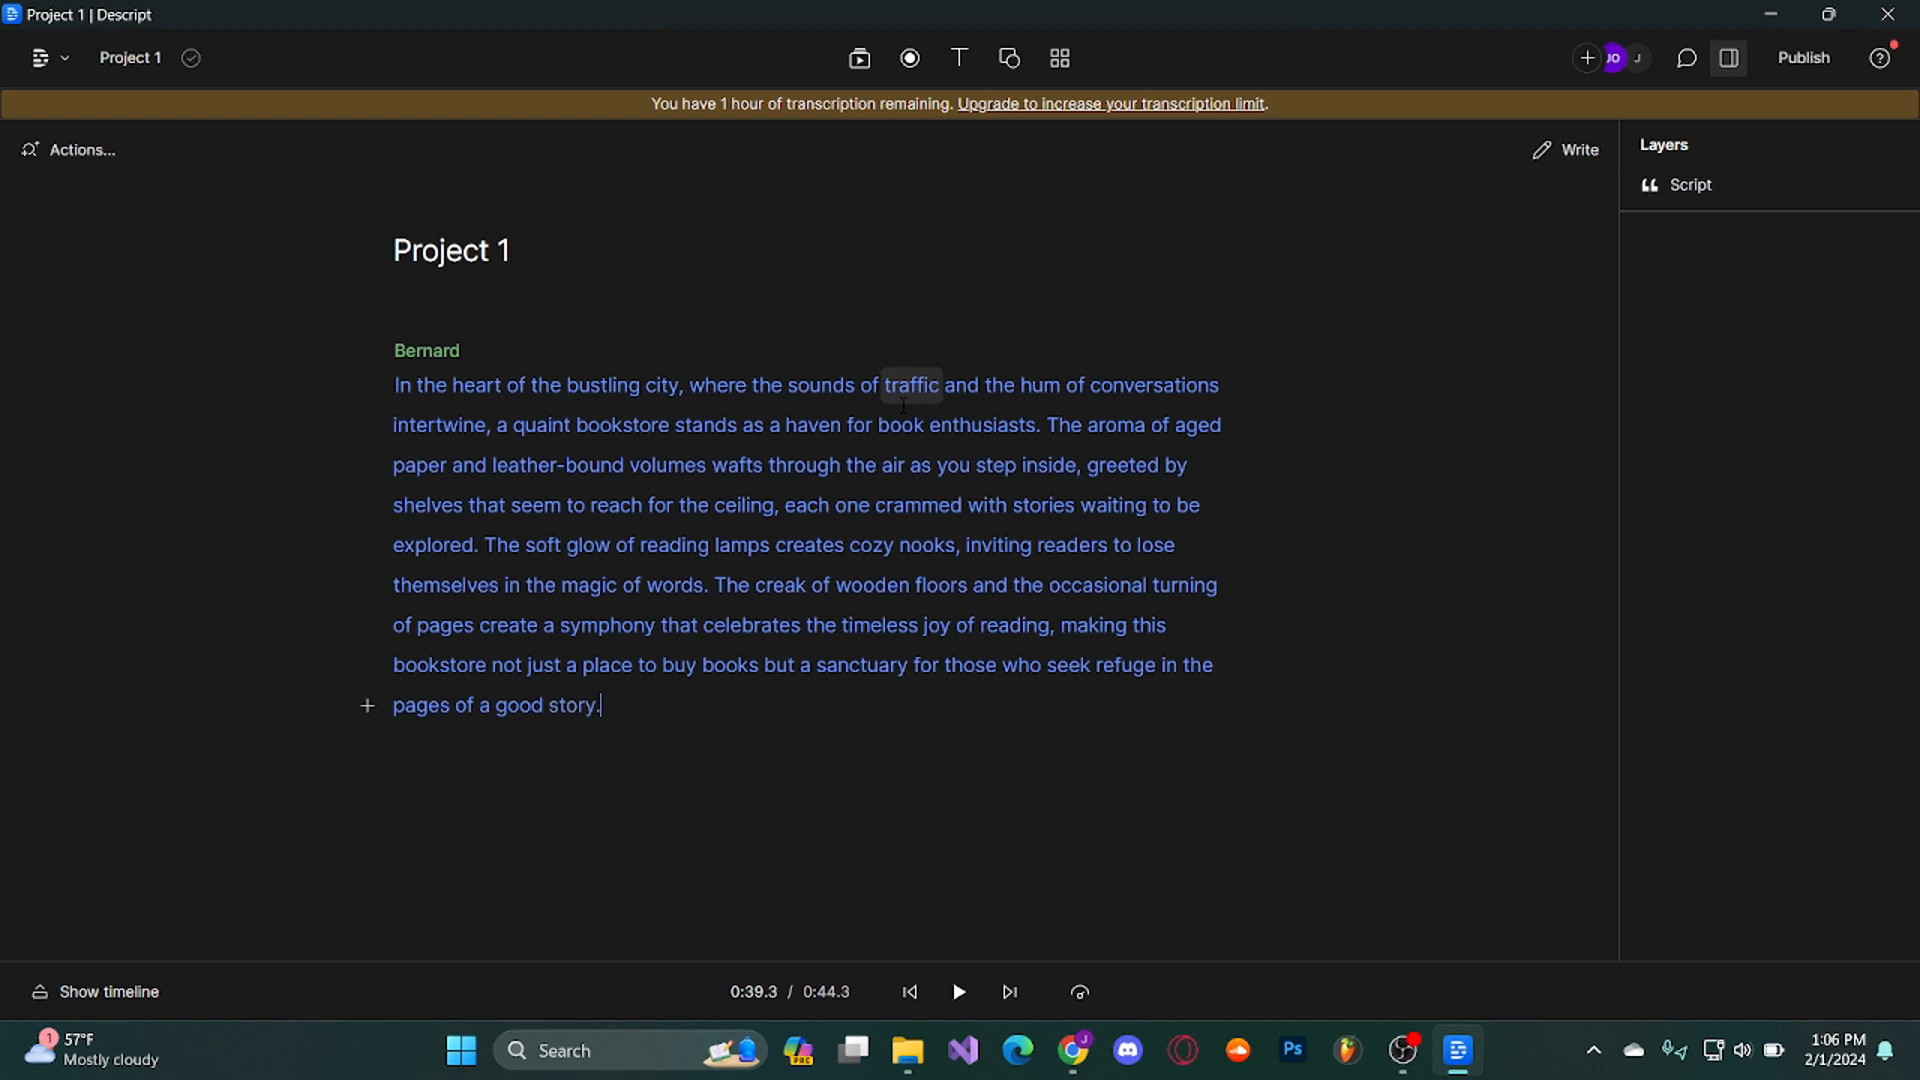 Project 1 | Descript
Project 1
JO
J
Publish
You have 1 hour of transcription remaining. Upgrade to increase your transcription limit.
Actions...
Write
Layers
Script
Project 1
Bernard
In the heart of the bustling city, where the sounds of traffic and the hum of conversations
intertwine, a quaint bookstore stands as a haven for book enthusiasts. The aroma of aged
paper and leather-bound volumes wafts through the air as you step inside, greeted by
shelves that seem to reach for the ceiling, each one crammed with stories waiting to be
explored. The soft glow of reading lamps creates cozy nooks, inviting readers to lose
themselves in the magic of words. The creak of wooden floors and the occasional turning
of pages create a symphony that celebrates the timeless joy of reading, making this
bookstore not just a place to buy books but a sanctuary for those who seek refuge in the
pages of a good story.
Show timeline
0:39.3 / 0:44.3
1
57°F
Mostly cloudy
Search
PRE
J
Ps
1:06 PM
2/1/2024